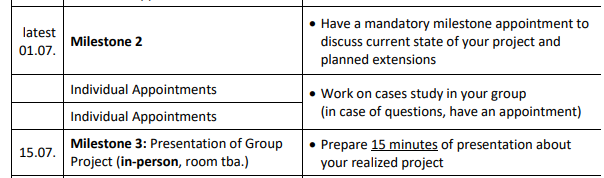 latest
01.07.
Milestone 2
• Have a mandatory milestone appointment to
discuss current state of your project and
planned extensions
Individual Appointments
Individual Appointments
• Work on cases study in your group
(in case of questions, have an appointment)
15.07.
Milestone 3: Presentation of Group
Project (in-person, room tba.)
• Prepare 15 minutes of presentation about
your realized project